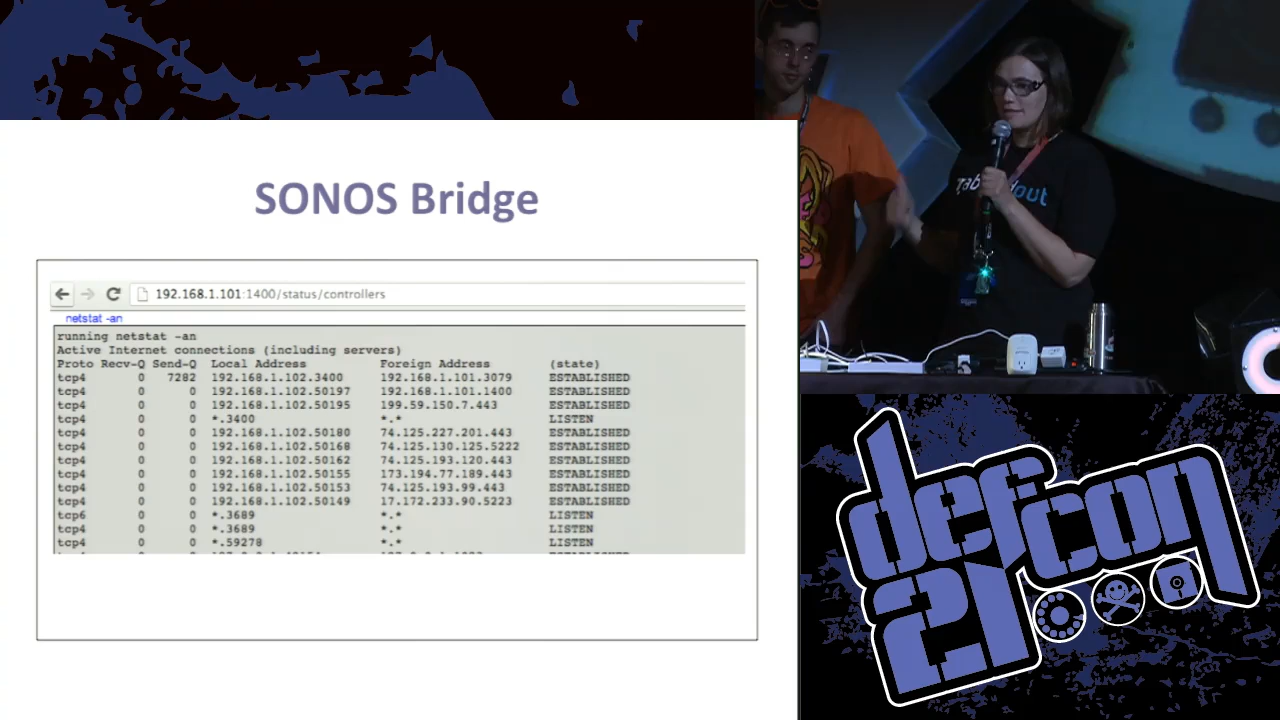 SONOS Bridge
192.168.1.101:1400/status/controllers
netstat -an
running netstat -an
Active Internet connections (including servers)
Proto Recv-Q Send-Q Local Address Foreign Address (state)
tcp4 0 7282 192.168.1.102.3400 192.168.1.101.3079 ESTABLISHED
tcp4 0 0 192.168.1.102.50197 192.168.1.101.1400 ESTABLISHED
tcp4 0 0 192.168.1.102.50195 199.59.150.7.443 ESTABLISHED
tcp4 0 0 *.3400 *.* LISTEN
tcp4 0 0 192.168.1.102.50180 74.125.227.201.443 ESTABLISHED
tcp4 0 0 192.168.1.102.50168 74.125.130.125.5222 ESTABLISHED
tcp4 0 0 192.168.1.102.50162 74.125.193.120.443 ESTABLISHED
tcp4 0 0 192.168.1.102.50155 173.194.77.189.443 ESTABLISHED
tcp4 0 0 192.168.1.102.50153 74.125.193.99.443 ESTABLISHED
tcp4 0 0 192.168.1.102.50149 17.172.233.90.5223 ESTABLISHED
tcp6 0 0 *.3689 *.* LISTEN
tcp4 0 0 *.3689 *.* LISTEN
tcp4 0 0 *.59278 *.* LISTEN
defcon
21